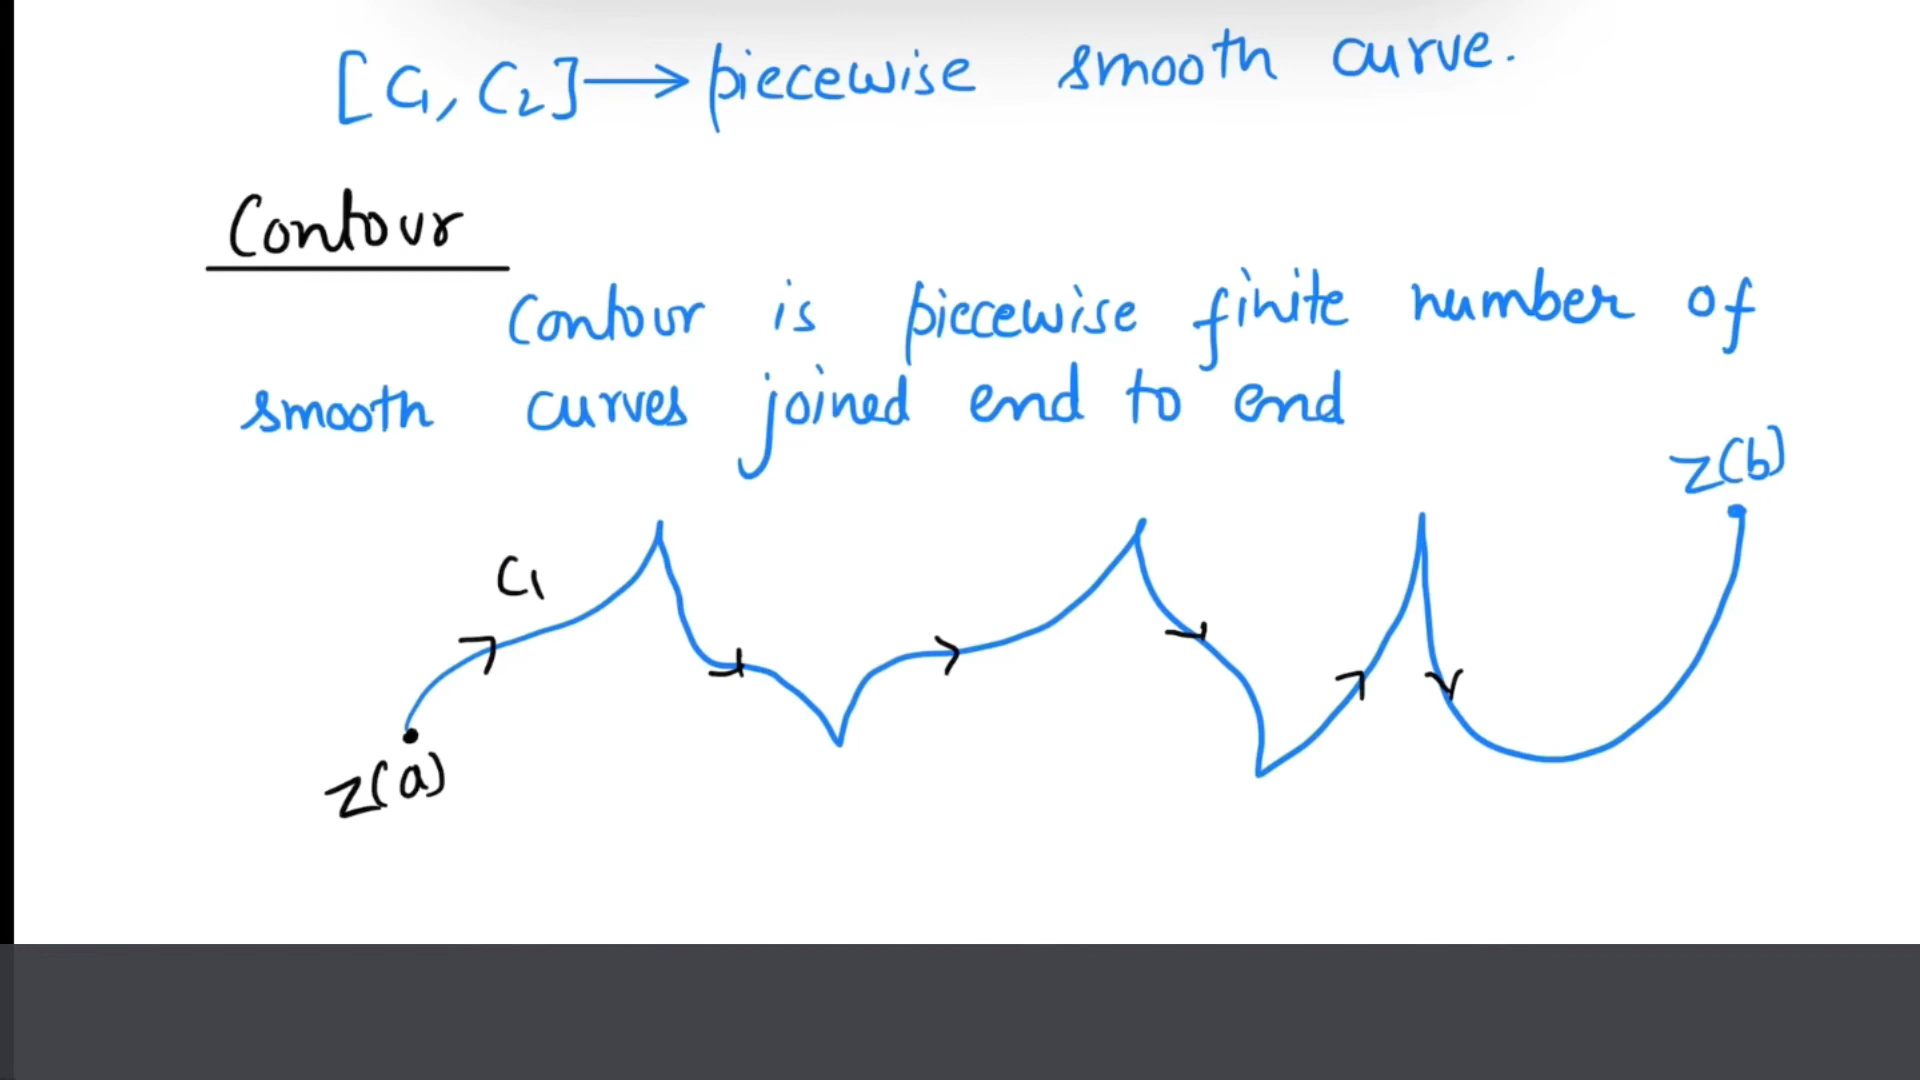 [C1, C2] → piecewise smooth curve.
Contour
Contour is piecewise finite number of
smooth curves joined end to end
z(b)
C1
z(a)